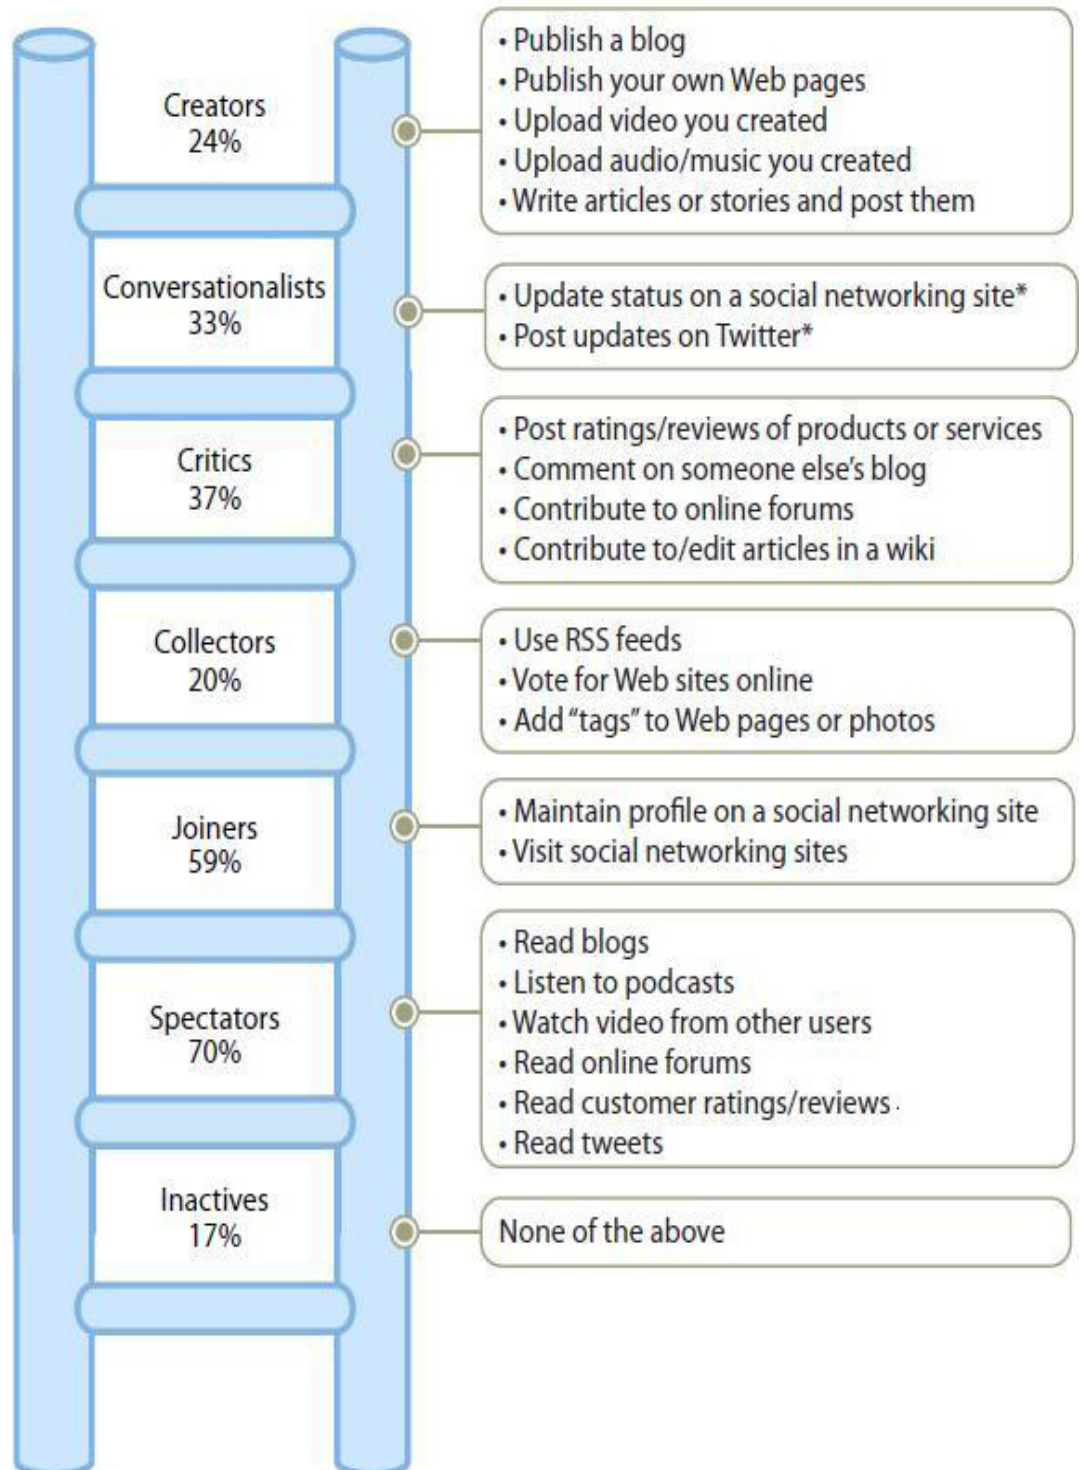 Creators
24%
• Publish a blog
• Publish your own Web pages
• Upload video you created
• Upload audio/music you created
• Write articles or stories and post them
Conversationalists
33%
• Update status on a social networking site*
• Post updates on Twitter*
Critics
37%
• Post ratings/reviews of products or services
• Comment on someone else’s blog
• Contribute to online forums
• Contribute to/edit articles in a wiki
Collectors
20%
• Use RSS feeds
• Vote for Web sites online
• Add “tags” to Web pages or photos
Joiners
59%
• Maintain profile on a social networking site
• Visit social networking sites
Spectators
70%
• Read blogs
• Listen to podcasts
• Watch video from other users
• Read online forums
• Read customer ratings/reviews .
• Read tweets
Inactives
17%
None of the above